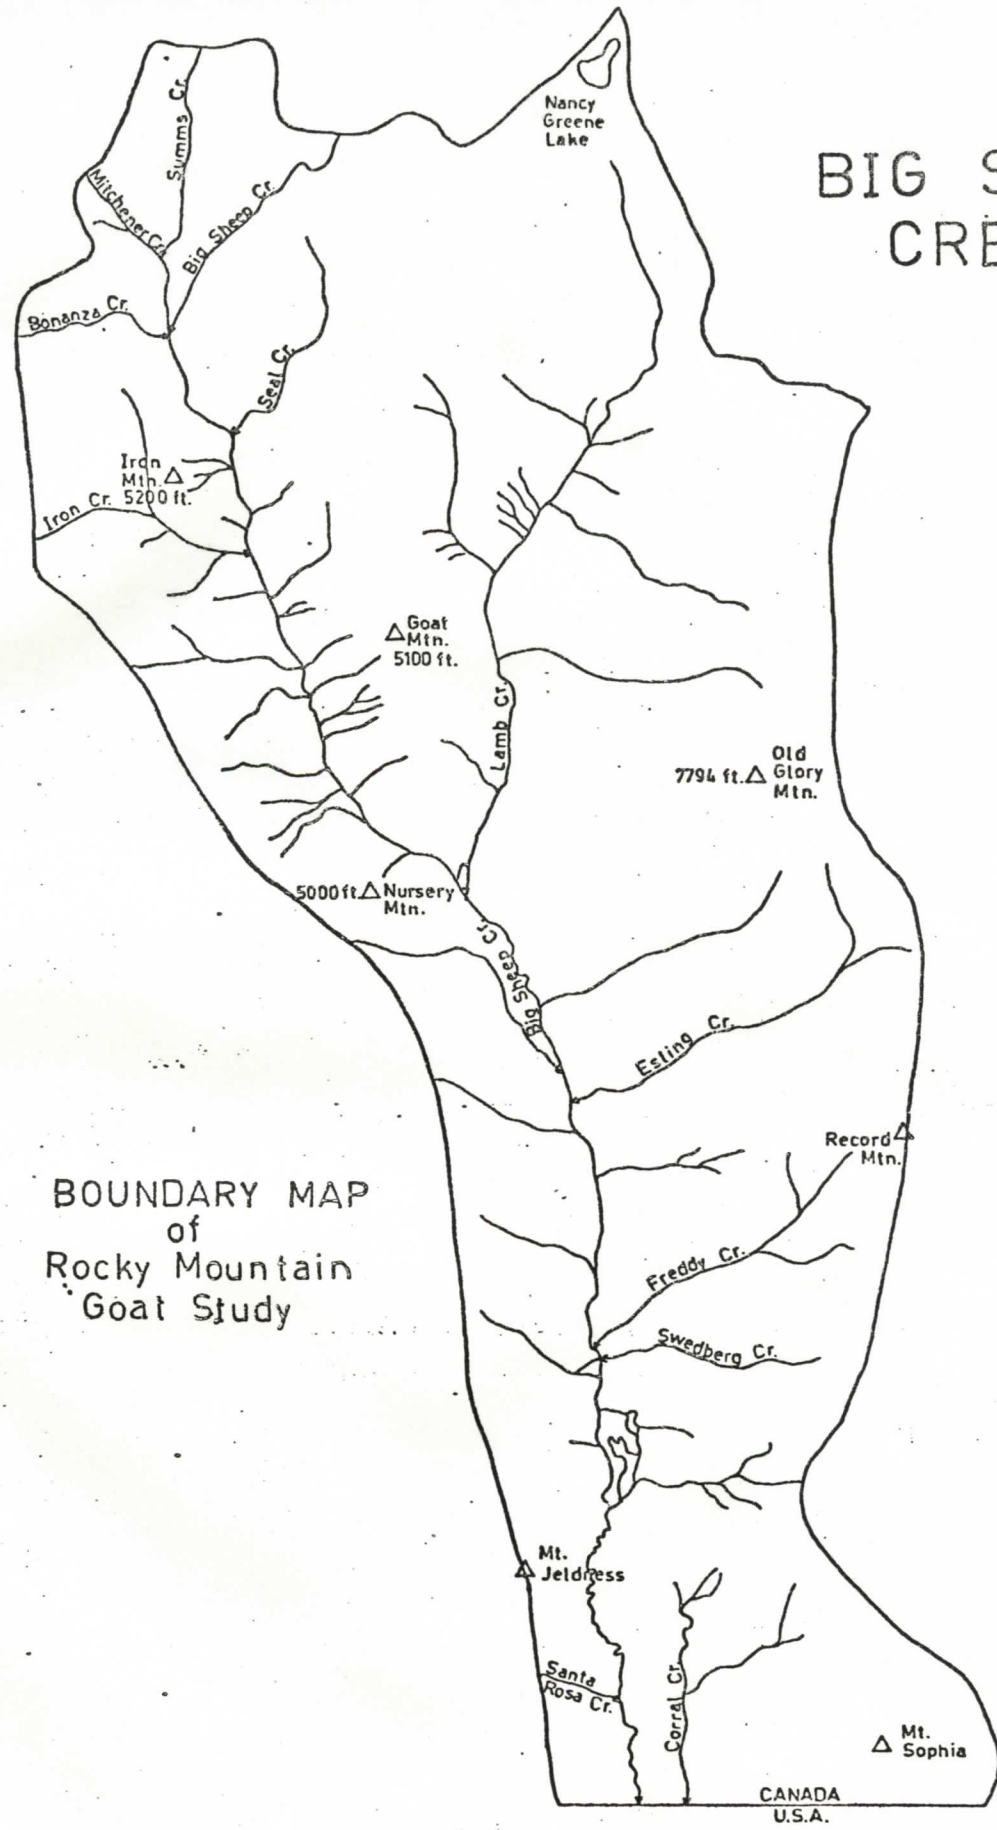 Nancy
Greene
Lake
BIG
CRE
Summs Cr.
Mitchener Cr.
Big Sheep Cr.
Bonanza Cr.
Seal Cr.
Iron
Mtn.
5200 ft.
Iron Cr.
Goat
Mtn.
5100 ft.
Lamb Cr.
Old
7794 ft. Glory
Mtn.
5000 ft. Nursery
Mtn.
Big Sheep Cr.
Esling Cr.
Record
Mtn.
BOUNDARY MAP
of
Rocky Mountain
Goat Study
Freddy Cr.
Swedberg Cr.
Mt.
Jeldress
Santa
Rosa Cr.
Corral Cr.
Mt.
Sophia
CANADA
U.S.A.